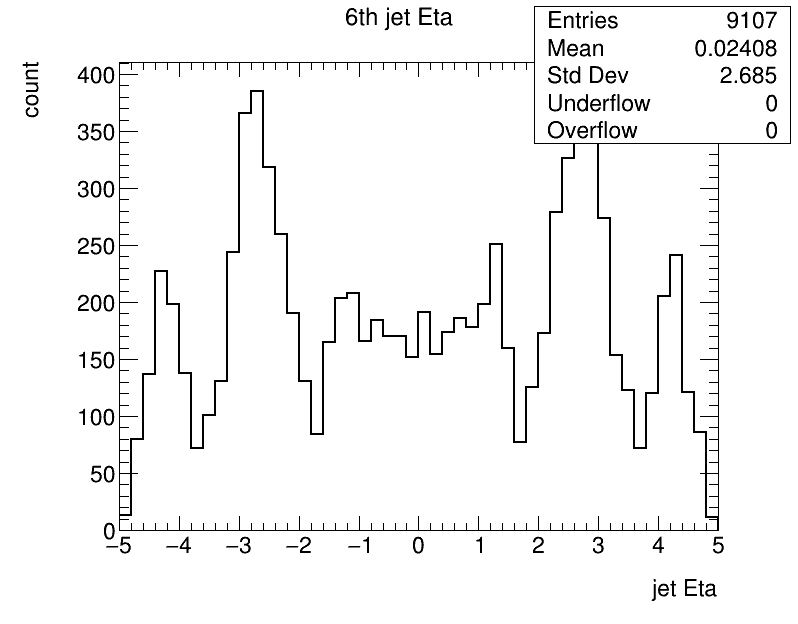 6th jet Eta
Entries 9107
Mean 0.02408
Std Dev 2.685
Underflow 0
Overflow 0
count
400
350
300
250
200
150
100
50
0
−5 −4 −3 −2 −1 0 1 2 3 4 5
jet Eta